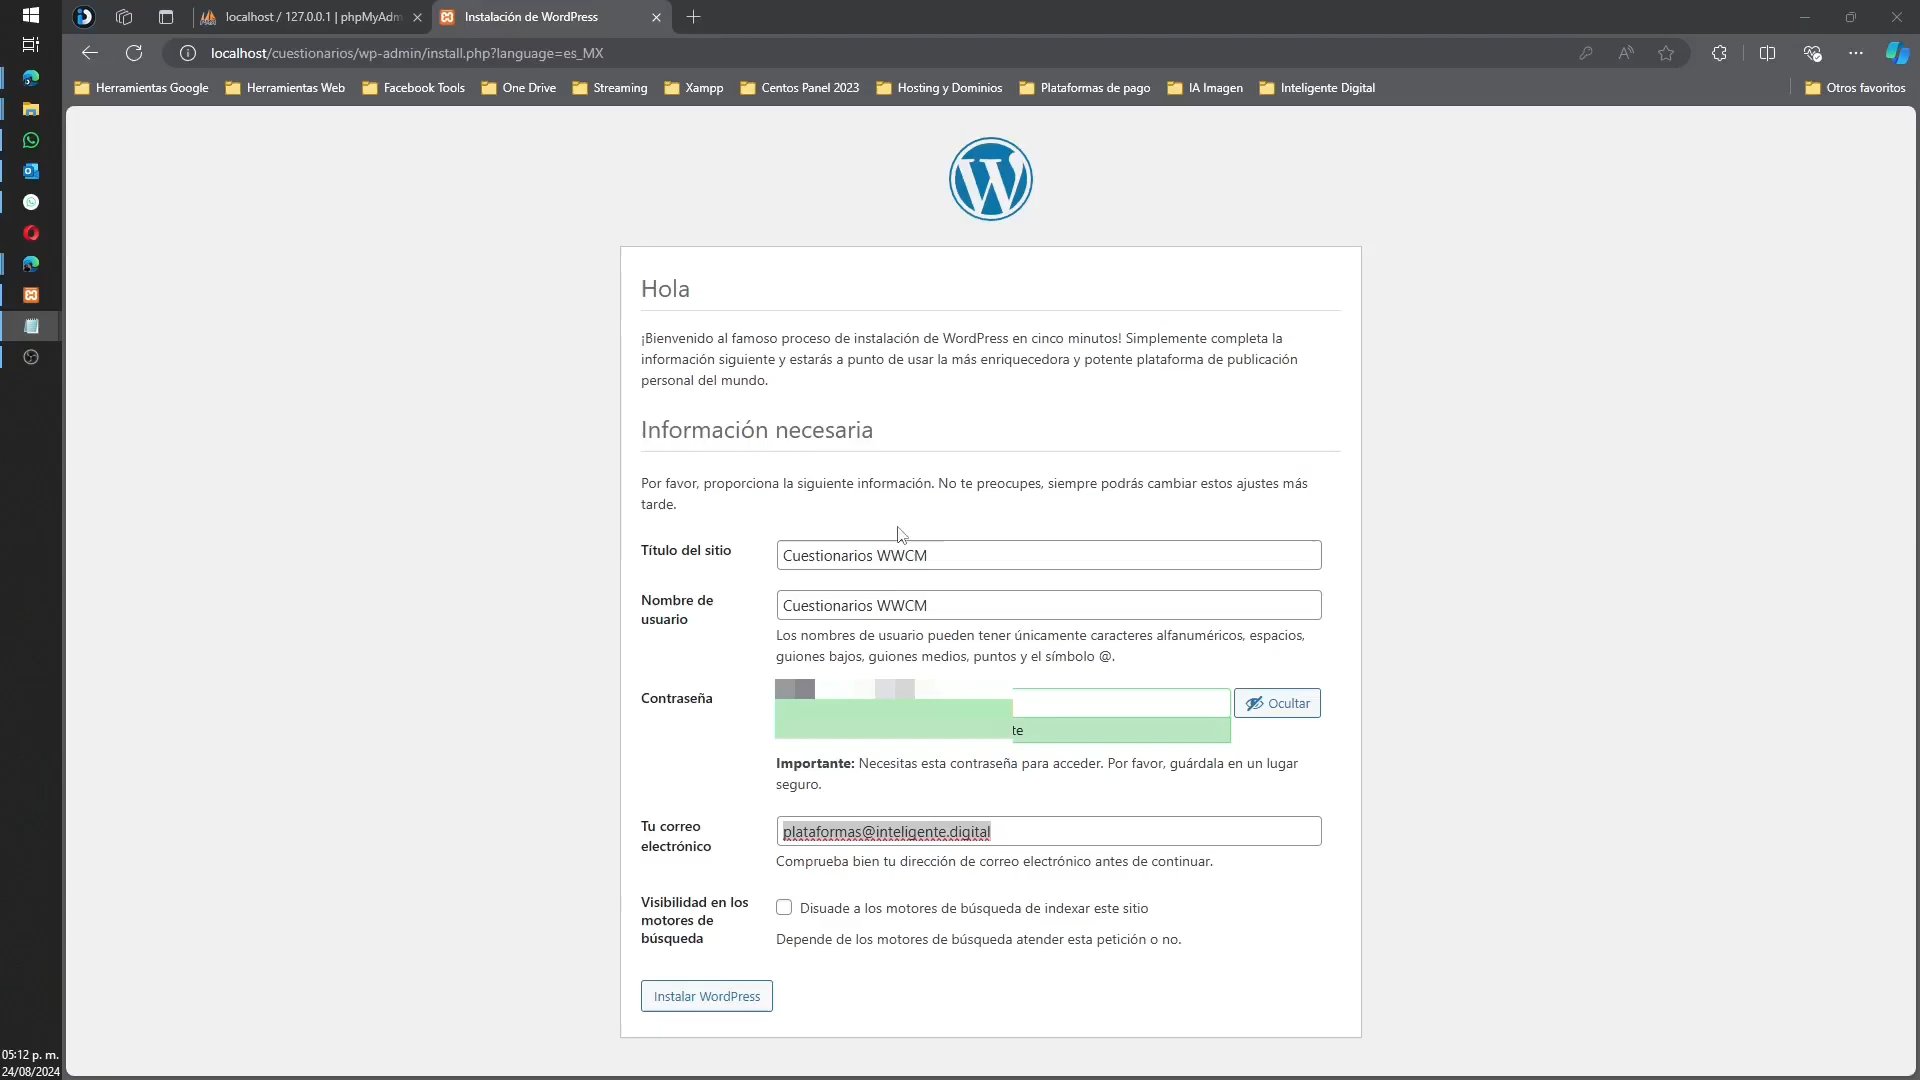 localhost / 127.0.0.1 | phpMyAdm
Instalación de WordPress
localhost/cuestionarios/wp-admin/install.php?language=es_MX
Herramientas Google
Herramientas Web
Facebook Tools
One Drive
Streaming
Xampp
Centos Panel 2023
Hosting y Dominios
Plataformas de pago
IA Imagen
Inteligente Digital
Otros favoritos
Hola
¡Bienvenido al famoso proceso de instalación de WordPress en cinco minutos! Simplemente completa la
información siguiente y estarás a punto de usar la más enriquecedora y potente plataforma de publicación
personal del mundo.
Información necesaria
Por favor, proporciona la siguiente información. No te preocupes, siempre podrás cambiar estos ajustes más
tarde.
Título del sitio
Cuestionarios WWCM
Nombre de
usuario
Cuestionarios WWCM
Los nombres de usuario pueden tener únicamente caracteres alfanuméricos, espacios,
guiones bajos, guiones medios, puntos y el símbolo @.
Contraseña
Ocultar
te
Importante: Necesitas esta contraseña para acceder. Por favor, guárdala en un lugar
seguro.
Tu correo
electrónico
plataformas@inteligente.digital
Comprueba bien tu dirección de correo electrónico antes de continuar.
Visibilidad en los
motores de
búsqueda
Disuade a los motores de búsqueda de indexar este sitio
Depende de los motores de búsqueda atender esta petición o no.
Instalar WordPress
05:12 p. m.
24/08/2024